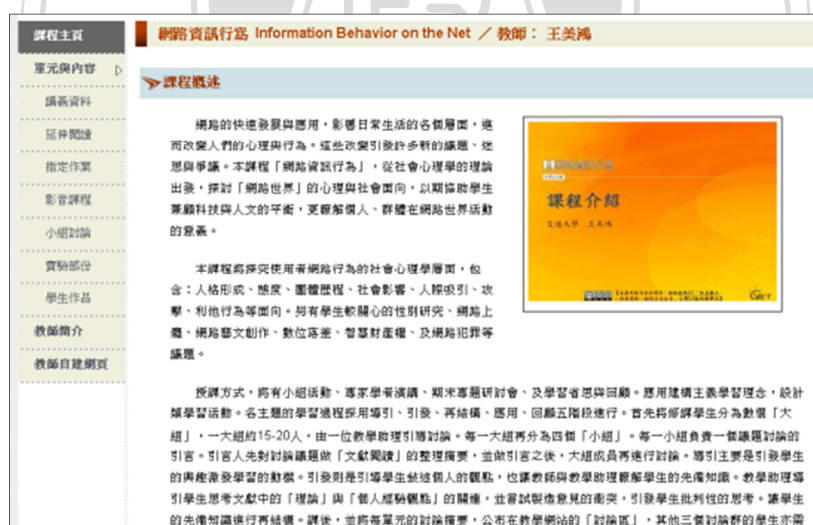 課程主頁
單元與內容
講義資料
延伸閱讀
指定作業
影音課程
小組討論
實驗部份
學生作品
教師簡介
教師自建網頁
網路資訊行為 Information Behavior on the Net ／ 教師： 王美鴻
課程概述
網路的快速發展與應用，影響日常生活的各個層面，進
而改變人們的心理與行為。這些改變引發許多新的議題、迷
思與爭議。本課程「網路資訊行為」，從社會心理學的理論
出發，探討「網路世界」的心理與社會面向，以期協助學生
兼顧科技與人文的平衡，更瞭解個人、群體在網路世界活動
的意義。
課程介紹
交通大學 王美鴻
本課程將探究使用者網路行為的社會心理學層面，包
含：人格形成、態度、團體歷程、社會影響、人際吸引、攻
擊、利他行為等面向。另有學生較關心的性別研究、網路上
癮、網路藝文創作、數位落差、智慧財產權、及網路犯罪等
議題。
授課方式，將有小組活動、專家學者演講、期末專題研討會、及學習省思與回顧。應用建構主義學習理念，設計
類學習活動。各主題的學習過程採用導引、引發、再結構、應用、回顧五階段進行。首先將修課學生分為數個「大
組」，一大組約15-20人，由一位教學助理引導討論。每一大組再分為四個「小組」。每一小組負責一個議題討論的
引言。引言人先對討論議題做「文獻閱讀」的整理摘要，並做引言之後，大組成員再進行討論。導引主要是引發學生
的興趣激發學習的動機。引發則是引導學生敘述個人的觀點，也讓教師與教學助理瞭解學生的先備知識。教學助理導
引學生思考文獻中的「理論」與「個人經驗觀點」的關連，並嘗試製造意見的衝突，引發學生批判性的思考。讓學生
的先備知識進行再結構。課後，並將每單元的討論摘要，公布在教學網站的「討論區」，其他三個討論群的學生亦需